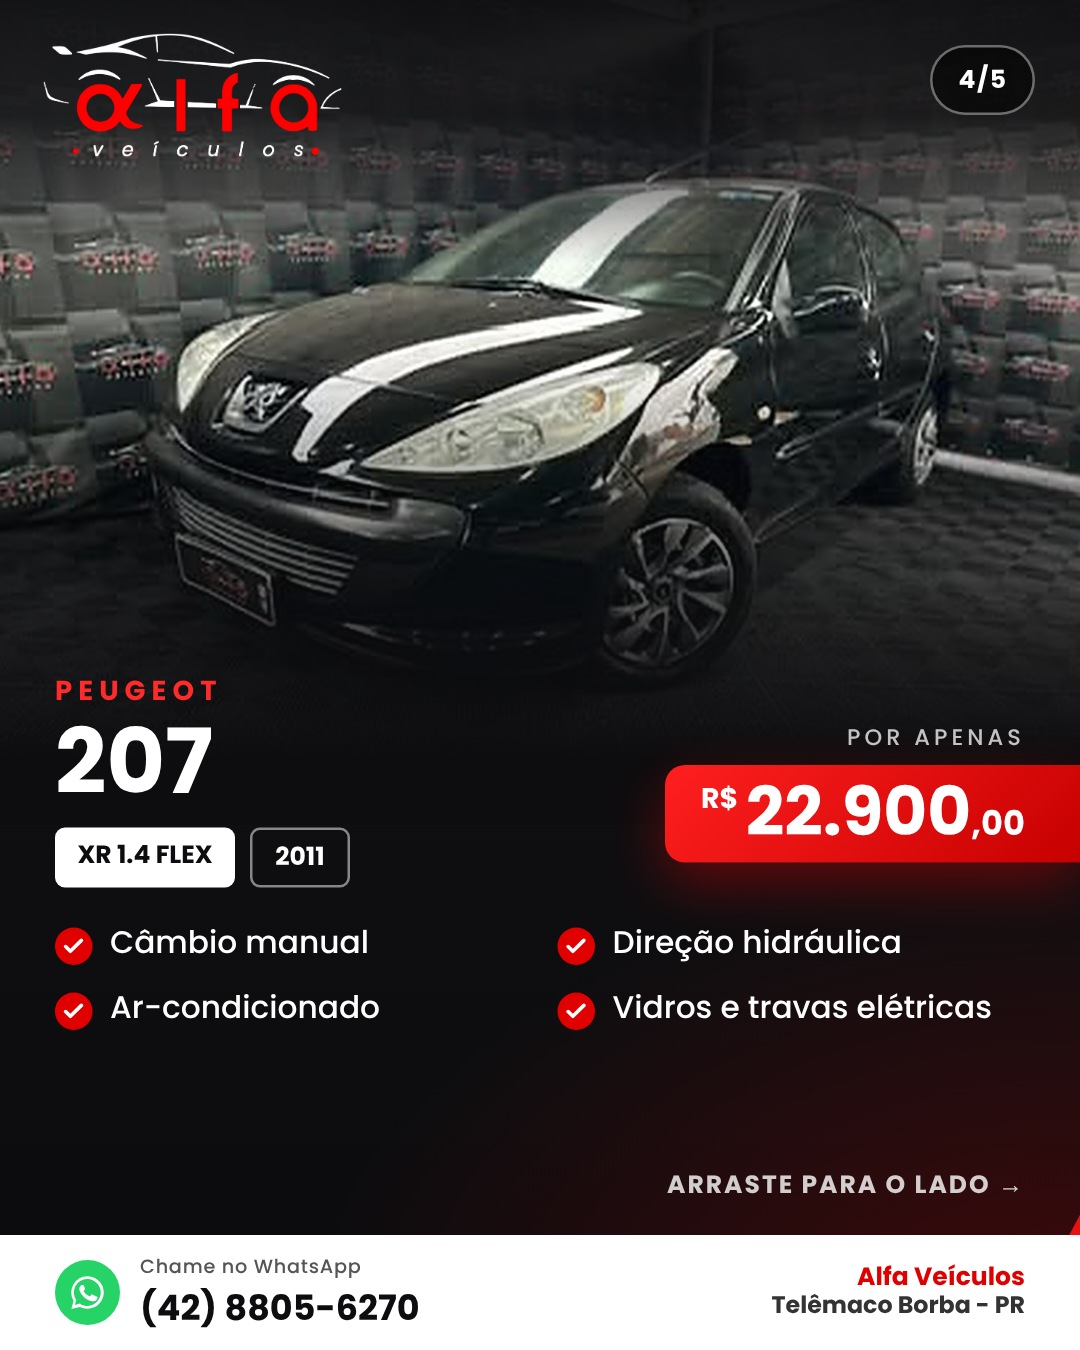 alfa
veículos
4/5
PEUGEOT
207
XR 1.4 FLEX
2011
POR APENAS
R$ 22.900,00
Câmbio manual
Direção hidráulica
Ar-condicionado
Vidros e travas elétricas
ARRASTE PARA O LADO →
Chame no WhatsApp
(42) 8805-6270
Alfa Veículos
Telêmaco Borba - PR